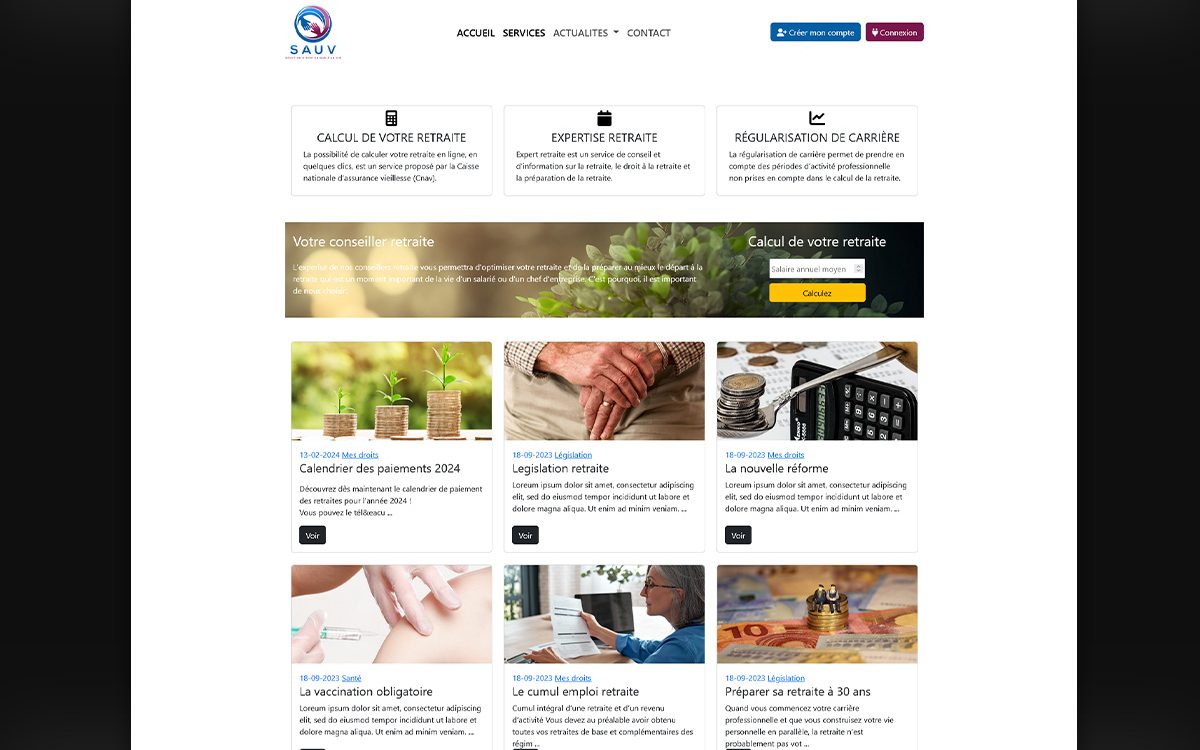 SAUV
ACCUEIL SERVICES ACTUALITES CONTACT
Créer mon compte
Connexion
CALCUL DE VOTRE RETRAITE
La possibilité de calculer votre retraite en ligne, en
quelques clics, est un service proposé par la Caisse
nationale d'assurance vieillesse (Cnav).
EXPERTISE RETRAITE
Expert retraite est un service de conseil et
d'information sur la retraite, le droit à la retraite et
la préparation de la retraite.
RÉGULARISATION DE CARRIÈRE
La régularisation de carrière permet de prendre en
compte des périodes d'activité professionnelle
non prises en compte dans le calcul de la retraite.
Votre conseiller retraite
L'expertise de nos conseillers retraite vous permettra d'optimiser votre retraite et de la préparer au mieux le départ à la
retraite qui est un moment important de la vie d'un salarié ou d'un chef d'entreprise. C'est pourquoi, il est important
de nous choisir.
Calcul de votre retraite
Salaire annuel moyen
Calculez
13-02-2024 Mes droits
Calendrier des paiements 2024
Découvrez dès maintenant le calendrier de paiement
des retraites pour l'année 2024 !
Vous pouvez le tél&eacu ...
Voir
18-09-2023 Législation
Legislation retraite
Loreum ipsum dolor sit amet, consectetur adipiscing
elit, sed do eiusmod tempor incididunt ut labore et
dolore magna aliqua. Ut enim ad minim veniam. ...
Voir
18-09-2023 Mes droits
La nouvelle réforme
Loreum ipsum dolor sit amet, consectetur adipiscing
elit, sed do eiusmod tempor incididunt ut labore et
dolore magna aliqua. Ut enim ad minim veniam. ...
Voir
18-09-2023 Santé
La vaccination obligatoire
Loreum ipsum dolor sit amet, consectetur adipiscing
elit, sed do eiusmod tempor incididunt ut labore et
dolore magna aliqua. Ut enim ad minim veniam. ...
18-09-2023 Mes droits
Le cumul emploi retraite
Cumul intégral d'une retraite et d'un revenu
d'activité Vous devez au préalable avoir obtenu
toutes vos retraites de base et complémentaires des
régim ...
18-09-2023 Législation
Préparer sa retraite à 30 ans
Quand vous commencez votre carrière
professionnelle et que vous construisez votre vie
personnelle en parallèle, la retraite n'est
probablement pas vot ...